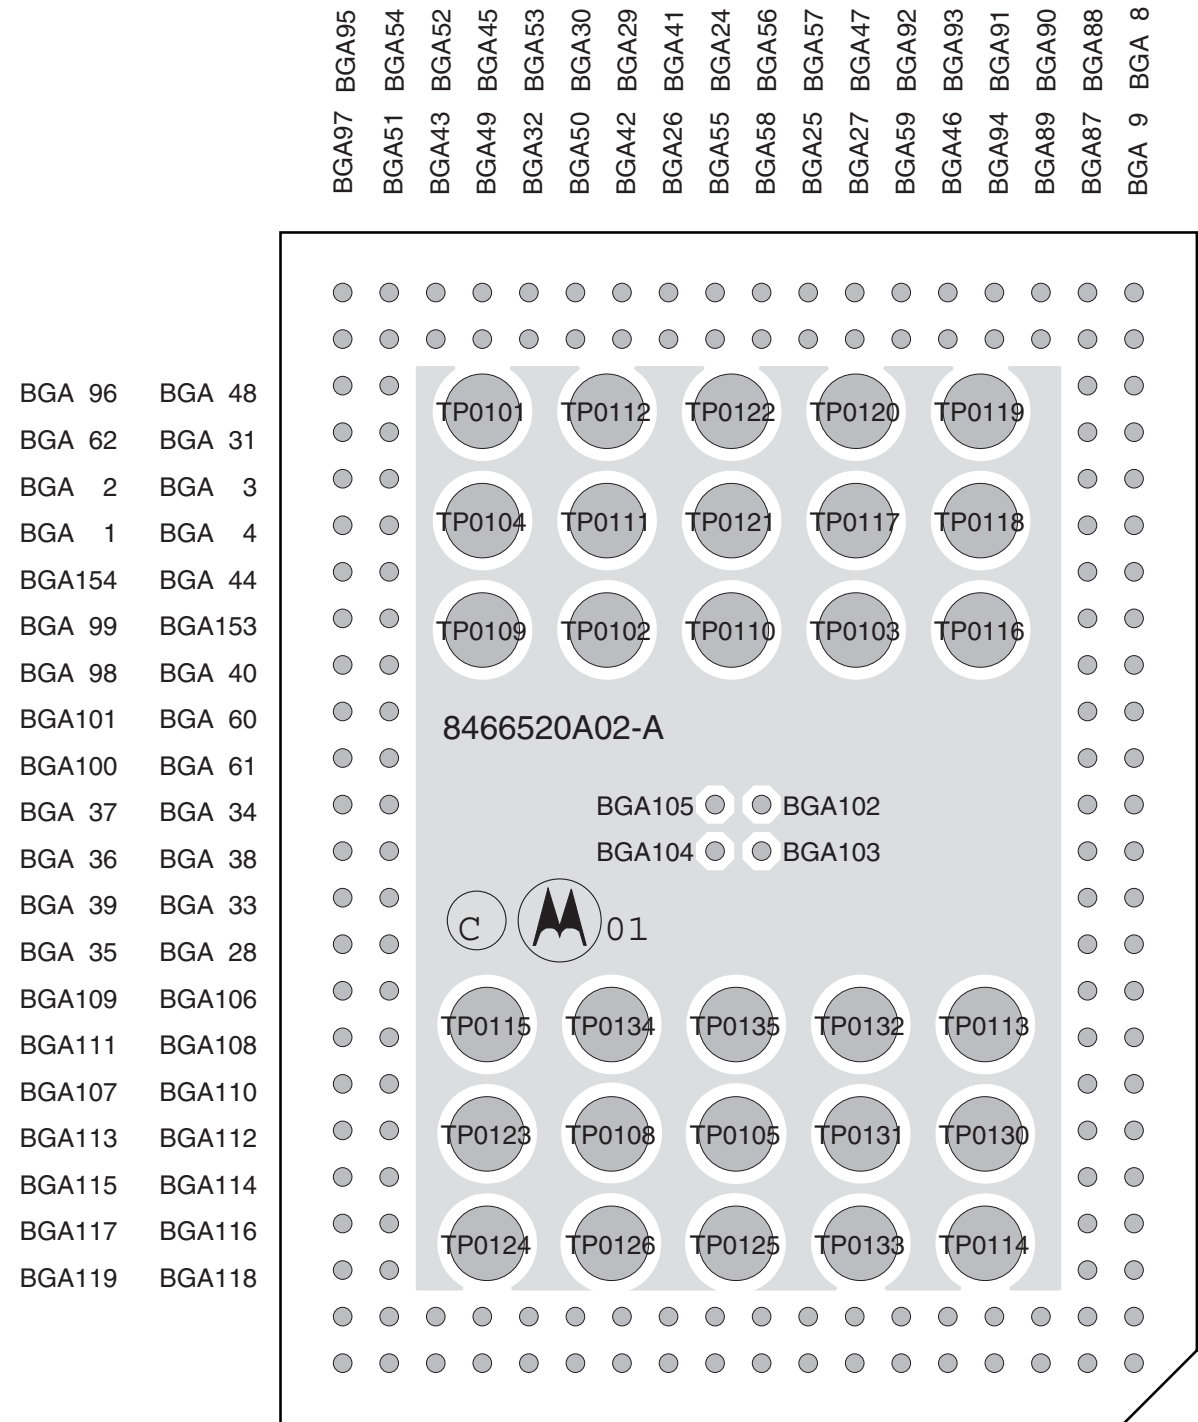 BGA95 BGA54 BGA52 BGA45 BGA53 BGA30 BGA29 BGA41 BGA24 BGA56 BGA57 BGA47 BGA92 BGA93 BGA91 BGA90 BGA88 BGA 8
BGA97 BGA51 BGA43 BGA49 BGA32 BGA50 BGA42 BGA26 BGA55 BGA58 BGA25 BGA27 BGA59 BGA46 BGA94 BGA89 BGA87 BGA 9
BGA 96 BGA 48
BGA 62 BGA 31
BGA 2 BGA 3
BGA 1 BGA 4
BGA154 BGA 44
BGA 99 BGA153
BGA 98 BGA 40
BGA101 BGA 60
BGA100 BGA 61
BGA 37 BGA 34
BGA 36 BGA 38
BGA 39 BGA 33
BGA 35 BGA 28
BGA109 BGA106
BGA111 BGA108
BGA107 BGA110
BGA113 BGA112
BGA115 BGA114
BGA117 BGA116
BGA119 BGA118
TP0101 TP0112 TP0122 TP0120 TP0119
TP0104 TP0111 TP0121 TP0117 TP0118
TP0109 TP0102 TP0110 TP0103 TP0116
8466520A02-A
BGA105 BGA102
BGA104 BGA103
C 01
TP0115 TP0134 TP0135 TP0132 TP0113
TP0123 TP0108 TP0105 TP0131 TP0130
TP0124 TP0126 TP0125 TP0133 TP0114